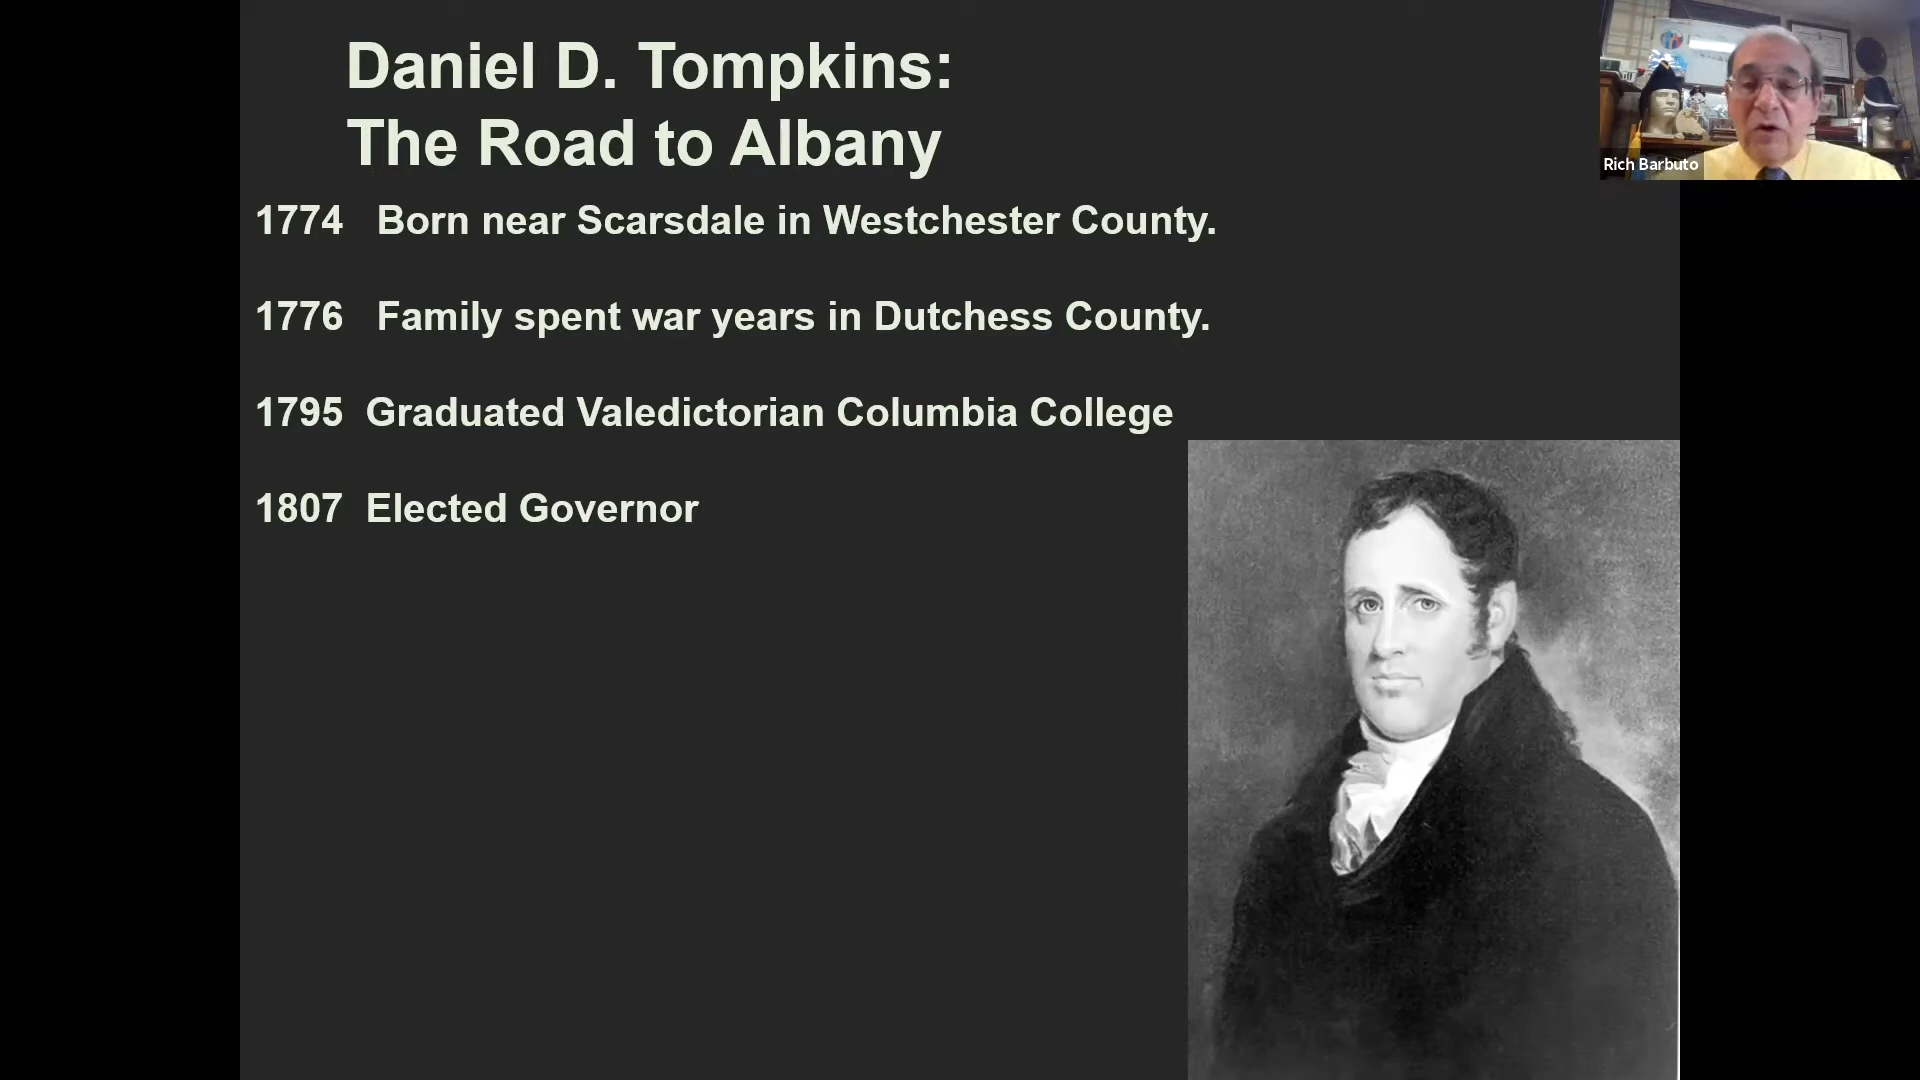 Daniel D. Tompkins:
The Road to Albany
1774 Born near Scarsdale in Westchester County.
1776 Family spent war years in Dutchess County.
1795 Graduated Valedictorian Columbia College
1807 Elected Governor
Rich Barbuto